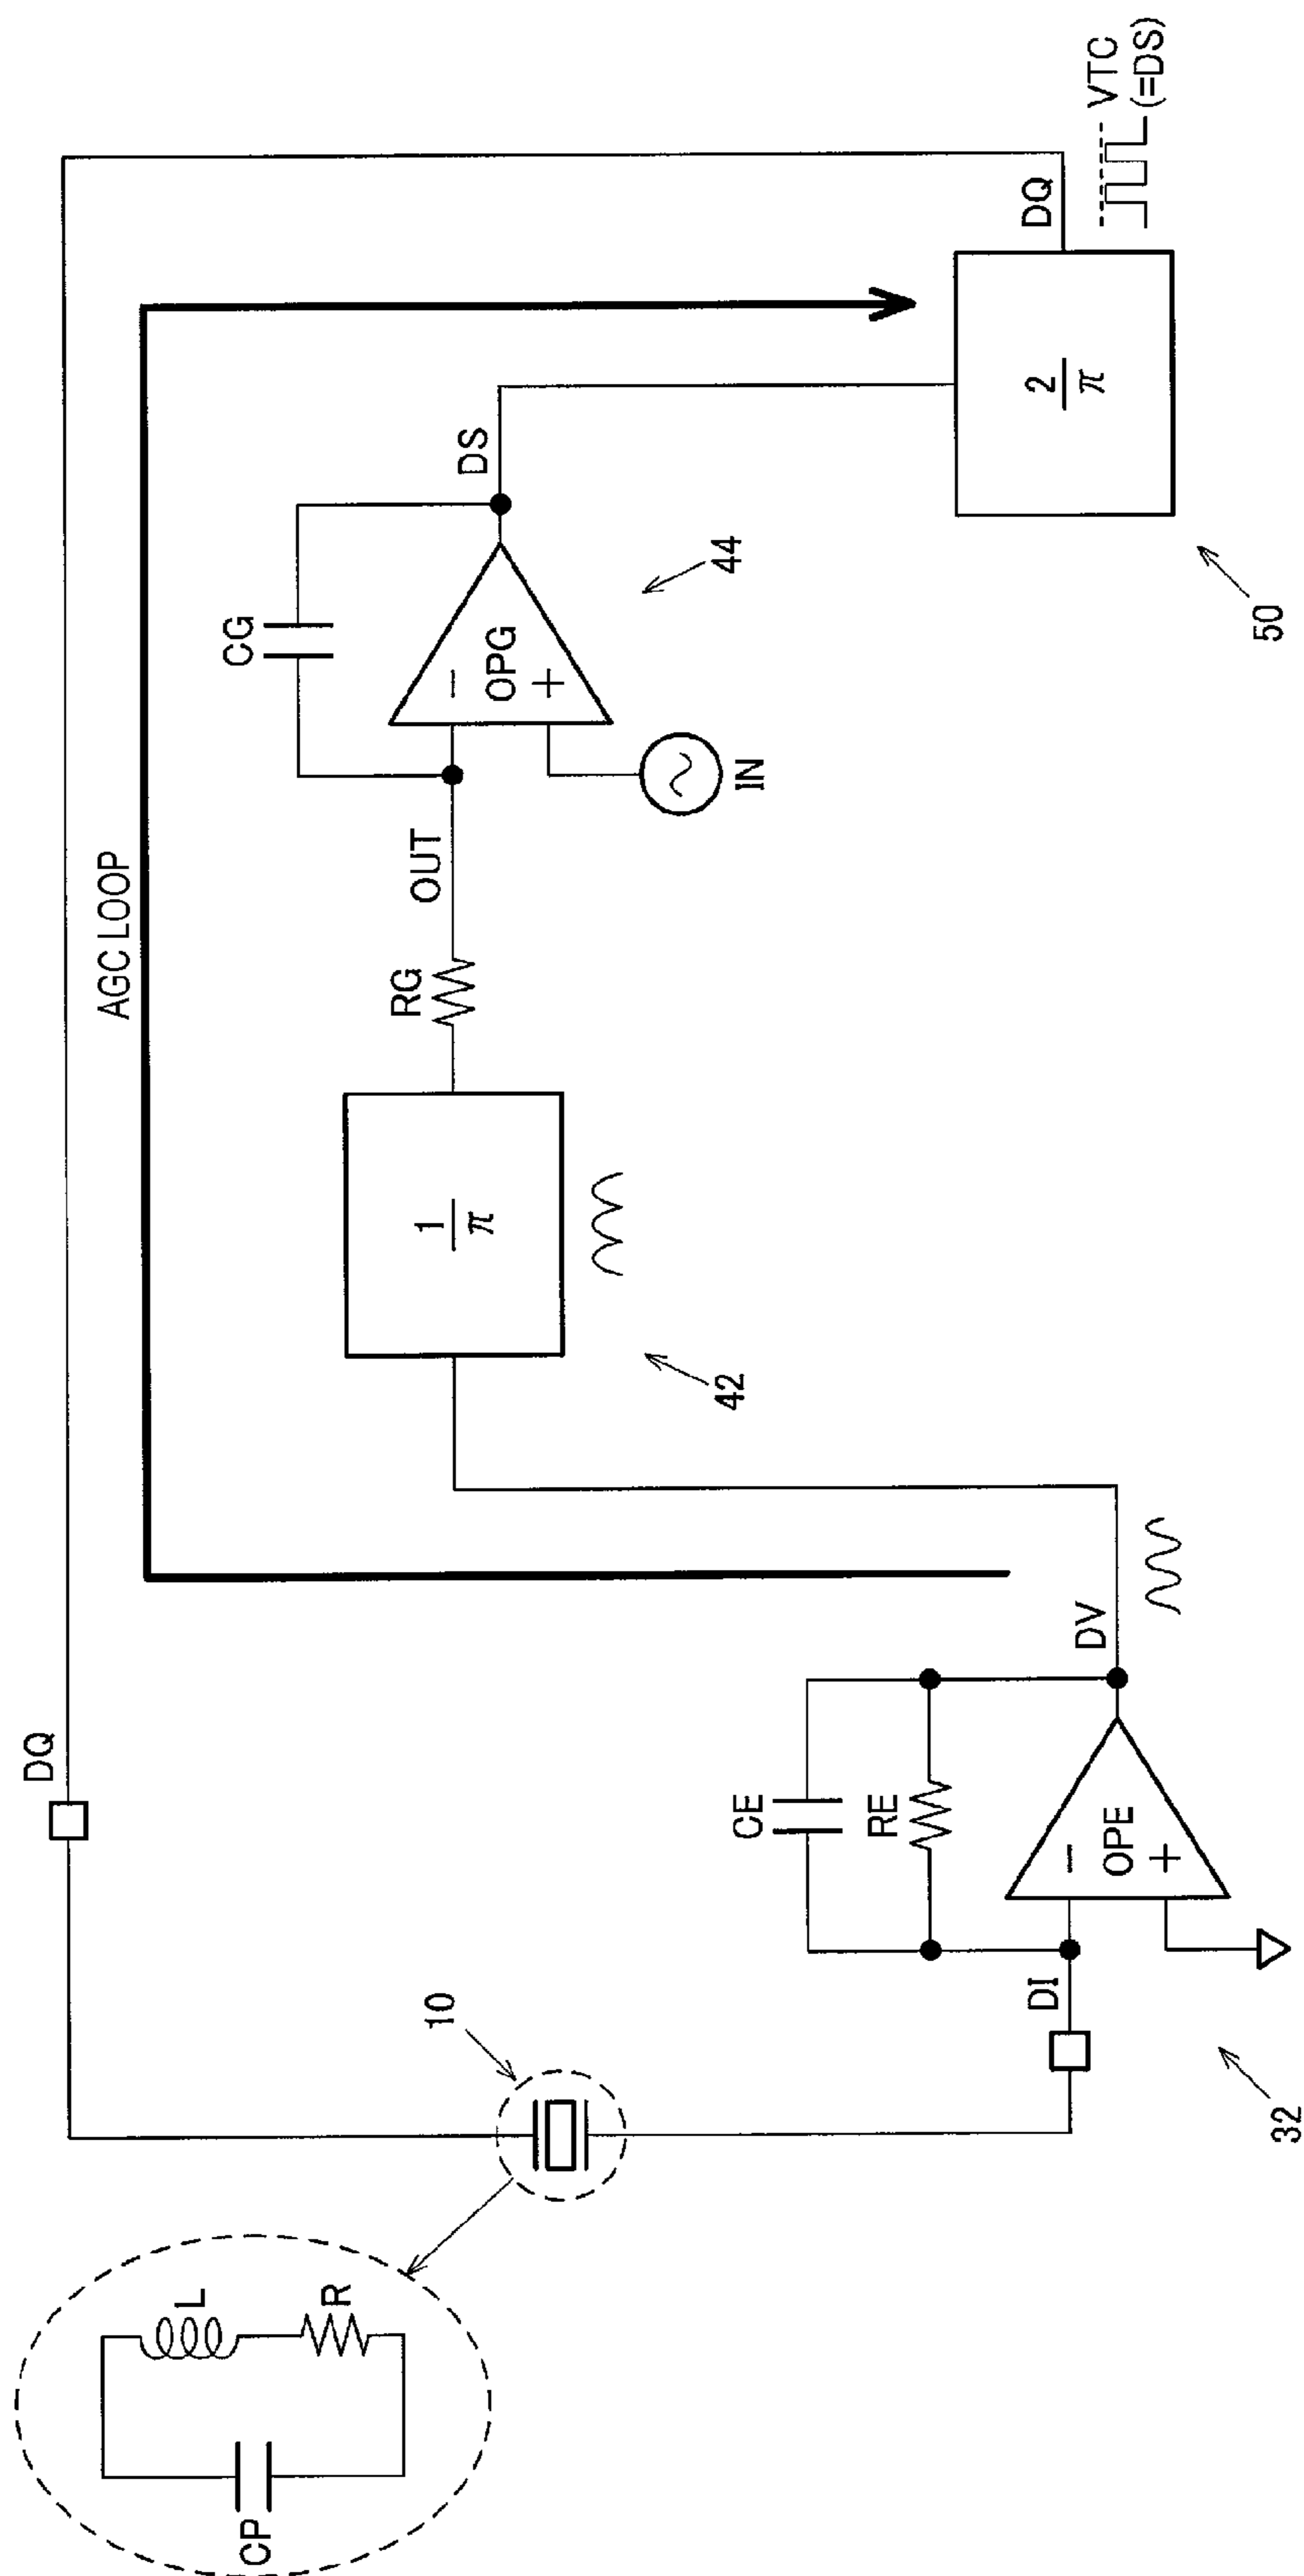 AGC LOOP
DQ
CP
L
R
10
DI
OPE
−
+
CE
RE
DV
32
1
π
42
RG
OUT
IN
CG
OPG
−
+
DS
44
2
π
50
DQ
VTC
(=DS)